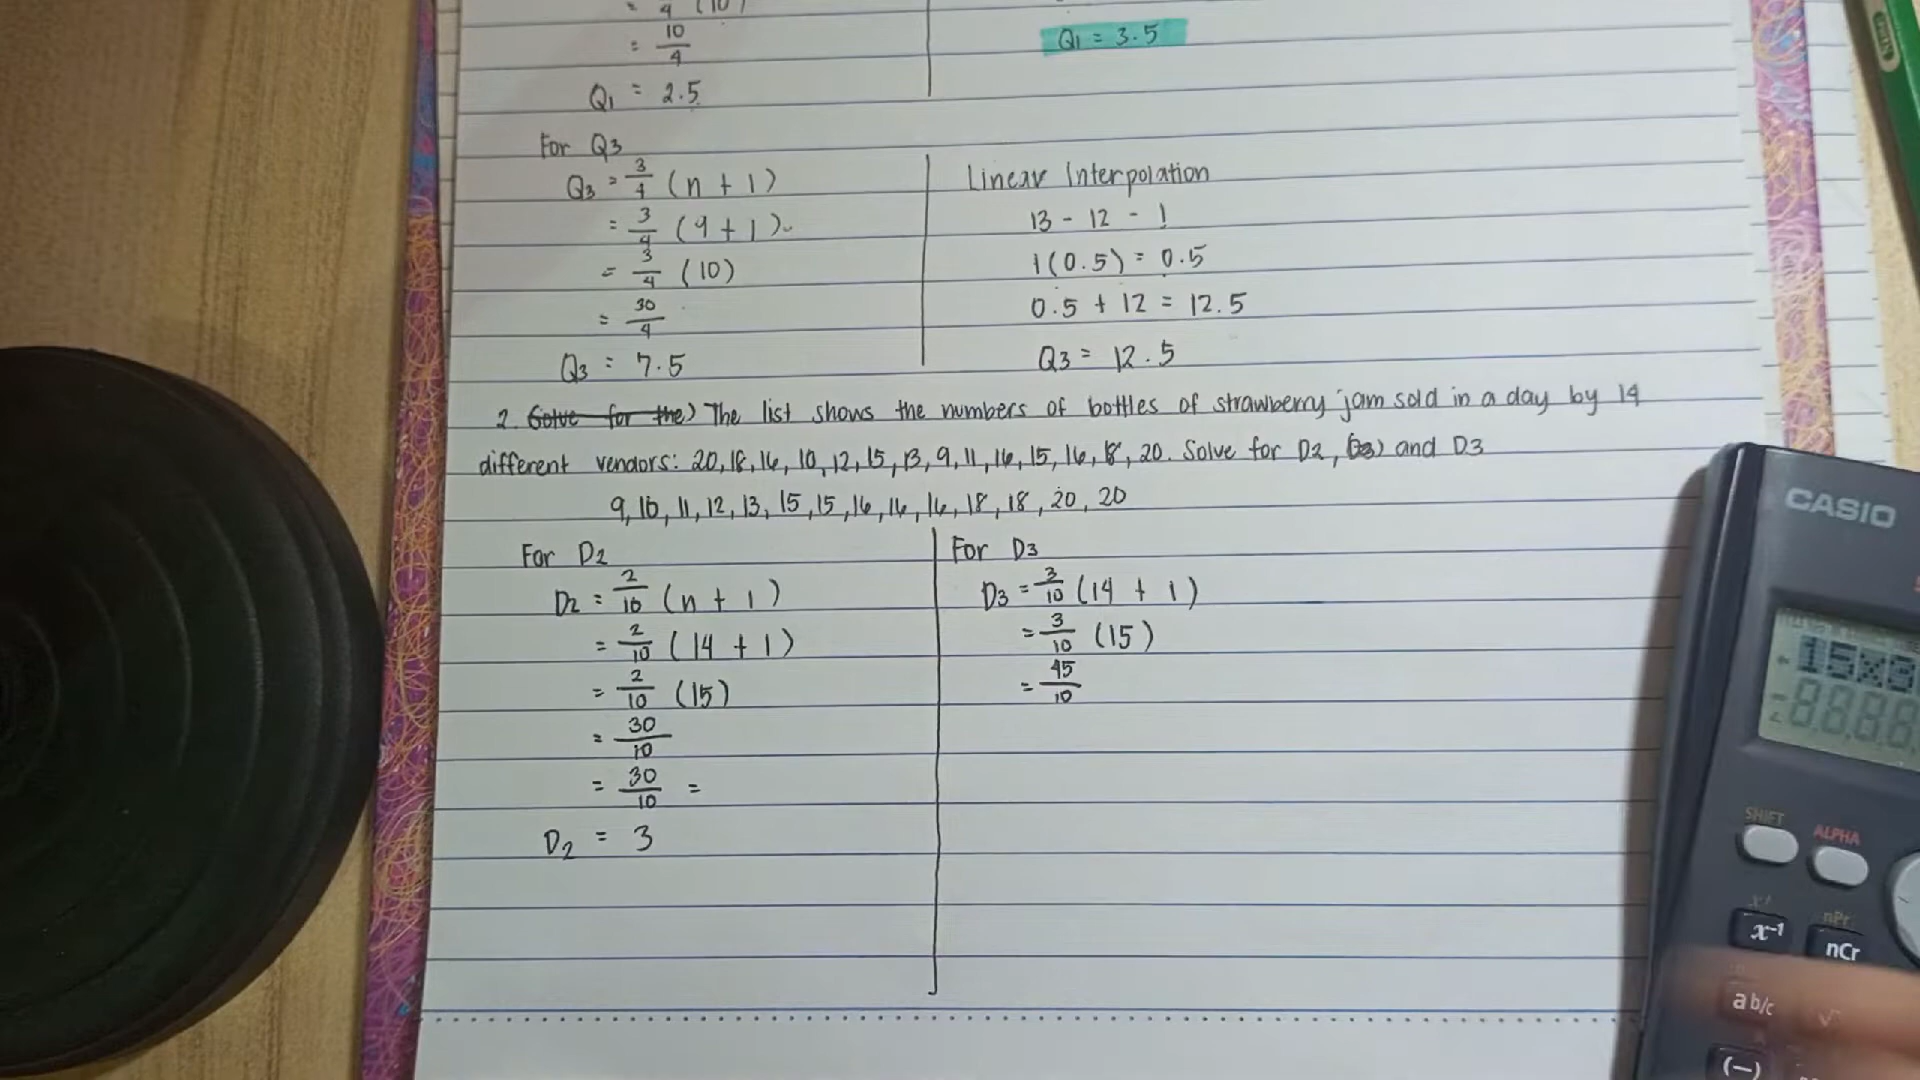 = 4 (10)
= 10/4
Q1 = 2.5
Q1 = 3.5
For Q3
Q3 = 3/4 (n + 1)
= 3/4 (9 + 1)
= 3/4 (10)
= 30/4
Q3 = 7.5
Linear Interpolation
13 - 12 - 1
1(0.5) = 0.5
0.5 + 12 = 12.5
Q3 = 12.5
2. Solve for the) The list shows the numbers of bottles of strawberry jam sold in a day by 14
different vendors: 20, 18, 16, 10, 12, 15, 13, 9, 11, 16, 15, 16, 18, 20. Solve for D2, and D3
9, 10, 11, 12, 13, 15, 15, 16, 16, 16, 18, 18, 20, 20
For D2
D2 = 2/10 (n + 1)
= 2/10 (14 + 1)
= 2/10 (15)
= 30/10
= 30/10 =
D2 = 3
For D3
D3 = 3/10 (14 + 1)
= 3/10 (15)
= 45/10
CASIO
SHIFT
ALPHA
x!
nPr
x⁻¹
nCr
a b/c
(−)